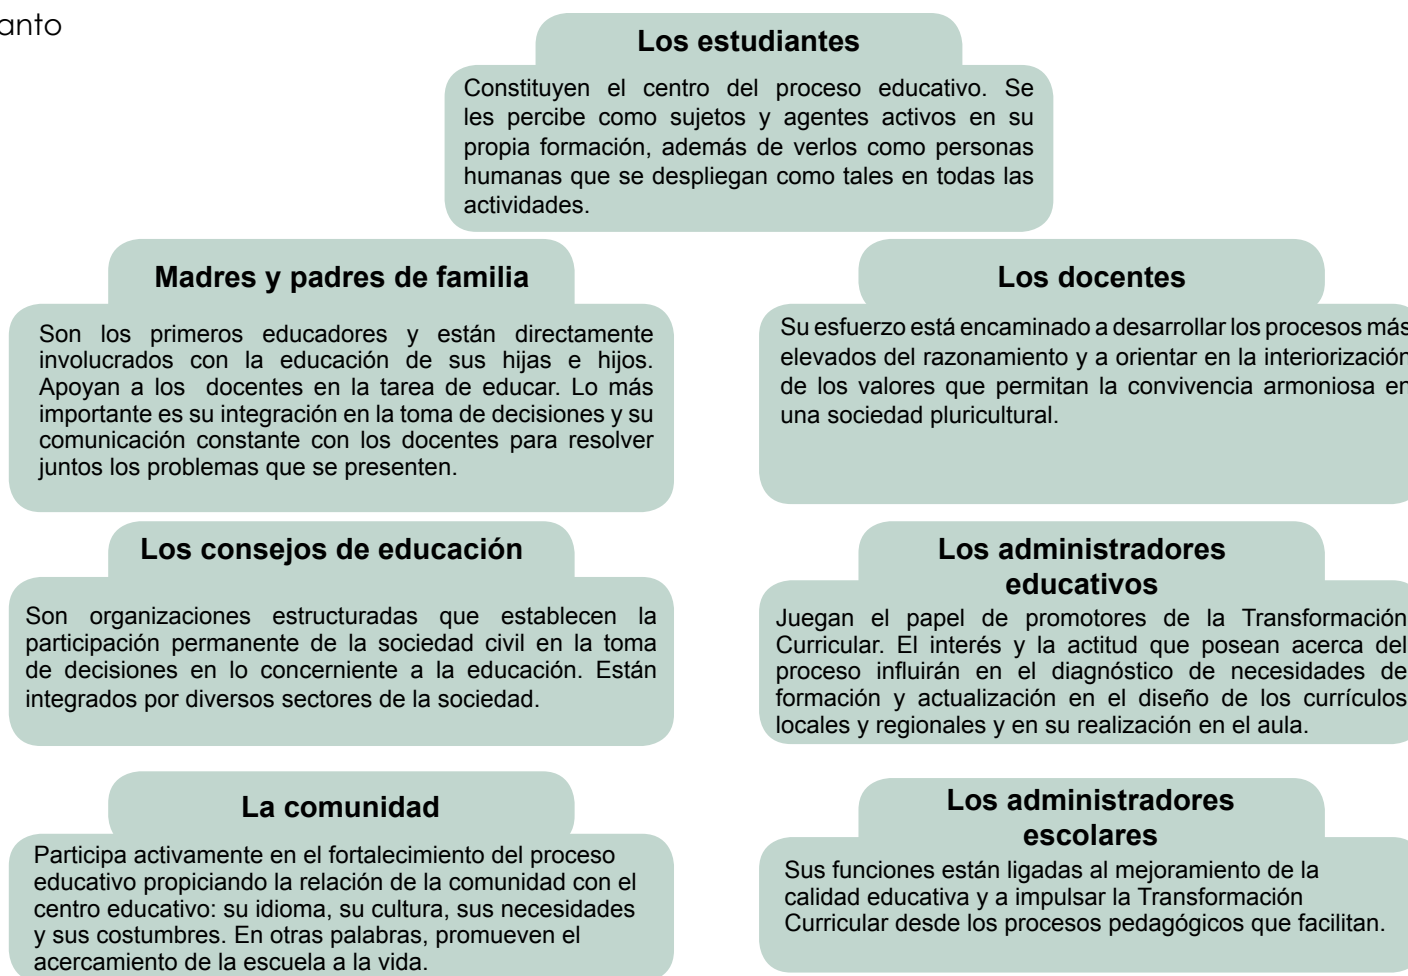 anto
Los estudiantes
Constituyen el centro del proceso educativo. Se
les percibe como sujetos y agentes activos en su
propia formación, además de verlos como personas
humanas que se despliegan como tales en todas las
actividades.
Madres y padres de familia
Son los primeros educadores y están directamente
involucrados con la educación de sus hijas e hijos.
Apoyan a los docentes en la tarea de educar. Lo más
importante es su integración en la toma de decisiones y su
comunicación constante con los docentes para resolver
juntos los problemas que se presenten.
Los docentes
Su esfuerzo está encaminado a desarrollar los procesos más
elevados del razonamiento y a orientar en la interiorización
de los valores que permitan la convivencia armoniosa en
una sociedad pluricultural.
Los consejos de educación
Son organizaciones estructuradas que establecen la
participación permanente de la sociedad civil en la toma
de decisiones en lo concerniente a la educación. Están
integrados por diversos sectores de la sociedad.
Los administradores
educativos
Juegan el papel de promotores de la Transformación
Curricular. El interés y la actitud que posean acerca del
proceso influirán en el diagnóstico de necesidades de
formación y actualización en el diseño de los currículos
locales y regionales y en su realización en el aula.
La comunidad
Participa activamente en el fortalecimiento del proceso
educativo propiciando la relación de la comunidad con el
centro educativo: su idioma, su cultura, sus necesidades
y sus costumbres. En otras palabras, promueven el
acercamiento de la escuela a la vida.
Los administradores
escolares
Sus funciones están ligadas al mejoramiento de la
calidad educativa y a impulsar la Transformación
Curricular desde los procesos pedagógicos que facilitan.